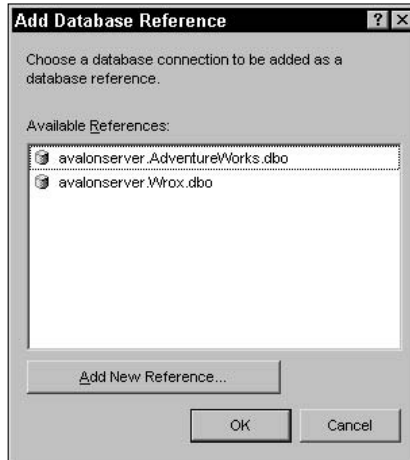 Add Database Reference
Choose a database connection to be added as a
database reference.
Available References:
avalonserver.AdventureWorks.dbo
avalonserver.Wrox.dbo
Add New Reference...
OK
Cancel